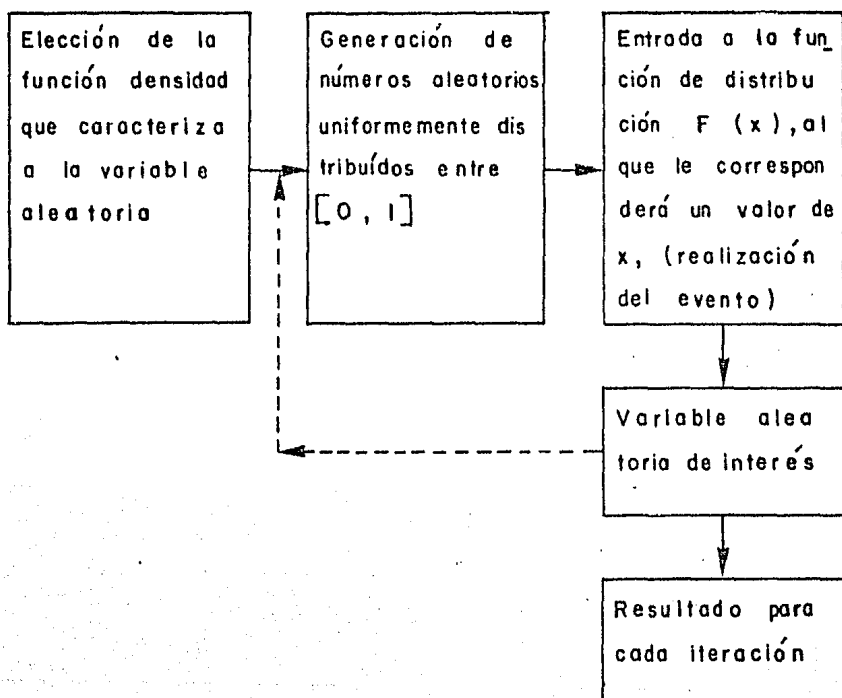 Elección de la
función densidad
que caracteriza
a la variable
aleatoria
Generación de
números aleatorios
uniformemente dis
tribuídos entre
[0, 1]
Entrada a la fun_
ción de distribu
ción F (x), al
que le correspon
derá un valor de
x, (realización
del evento)
Variable alea
toria de interés
Resultado para
cada iteración